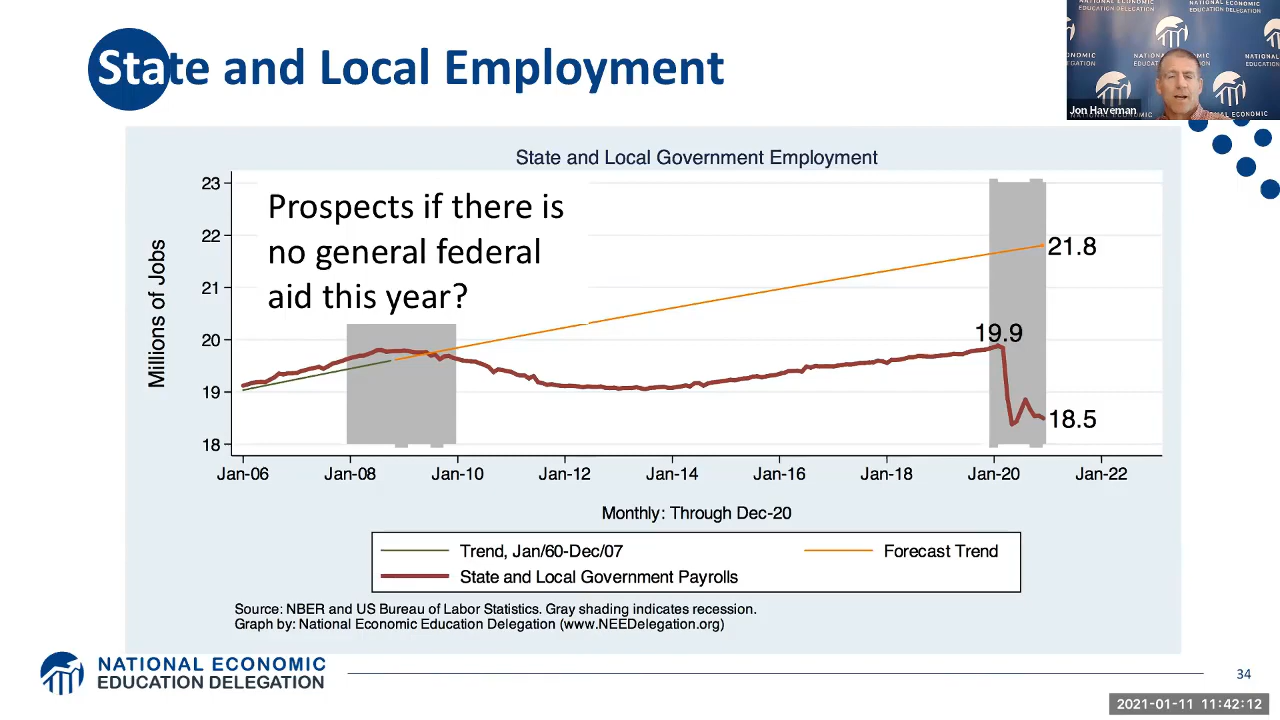 State and Local Employment
NATIONAL ECONOMIC
EDUCATION DELEGATION
Jon Haveman
State and Local Government Employment
Millions of Jobs
23
22
21
20
19
18
Prospects if there is
no general federal
aid this year?
21.8
19.9
18.5
Jan-06
Jan-08
Jan-10
Jan-12
Jan-14
Jan-16
Jan-18
Jan-20
Jan-22
Monthly: Through Dec-20
Trend, Jan/60-Dec/07
Forecast Trend
State and Local Government Payrolls
Source: NBER and US Bureau of Labor Statistics. Gray shading indicates recession.
Graph by: National Economic Education Delegation (www.NEEDelegation.org)
NATIONAL ECONOMIC
EDUCATION DELEGATION
34
2021-01-11 11:42:12